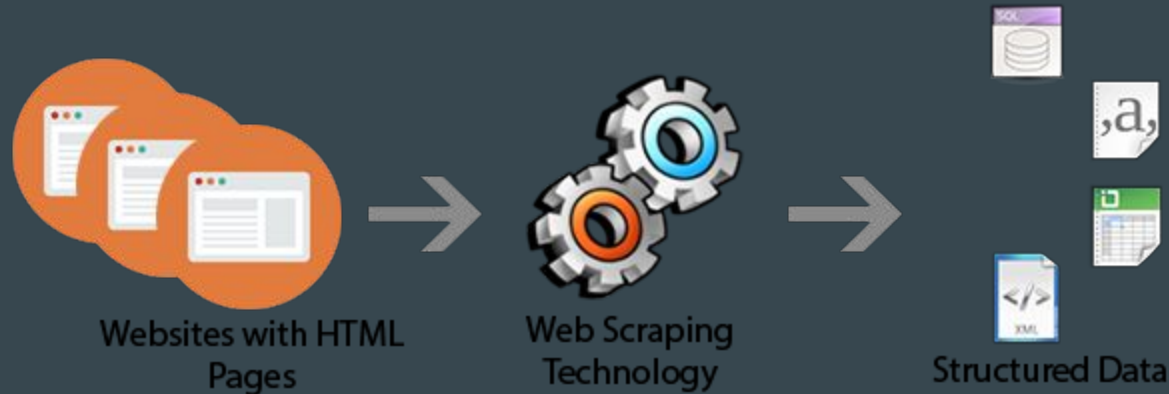 SQL
,a,
</>
XML
Websites with HTML
Pages
Web Scraping
Technology
Structured Data